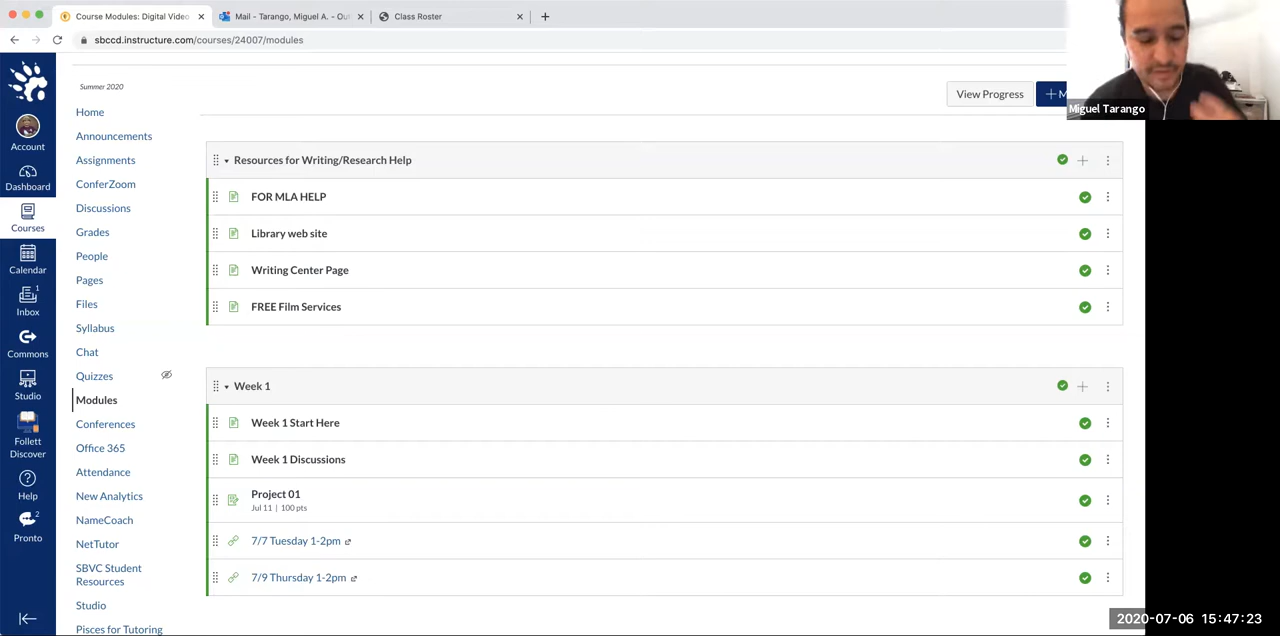 Course Modules: Digital Video
Mail - Tarango, Miguel A. - Ou
Class Roster
sbccd.instructure.com/courses/24007/modules
Account
Dashboard
Courses
Calendar
1
Inbox
Commons
Studio
Follett
Discover
Help
2
Pronto
Summer 2020
Home
Announcements
Assignments
ConferZoom
Discussions
Grades
People
Pages
Files
Syllabus
Chat
Quizzes
Modules
Conferences
Office 365
Attendance
New Analytics
NameCoach
NetTutor
SBVC Student
Resources
Studio
Pisces for Tutoring
View Progress
+ M
Miguel Tarango
Resources for Writing/Research Help
FOR MLA HELP
Library web site
Writing Center Page
FREE Film Services
Week 1
Week 1 Start Here
Week 1 Discussions
Project 01
Jul 11 | 100 pts
7/7 Tuesday 1-2pm
7/9 Thursday 1-2pm
2020-07-06 15:47:23